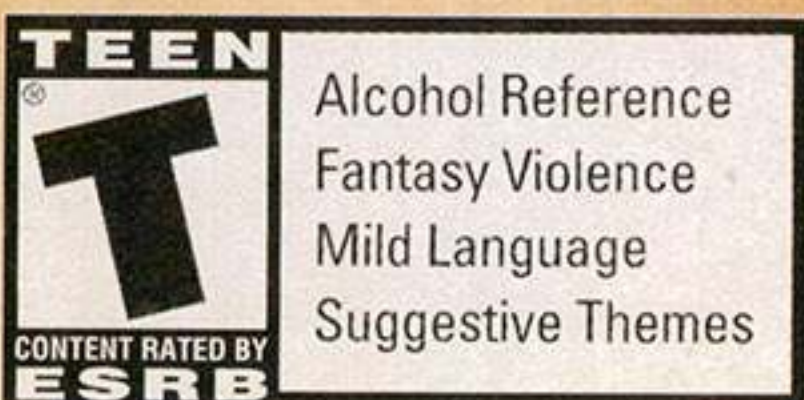 TEEN
®
T
CONTENT RATED BY
ESRB
Alcohol Reference
Fantasy Violence
Mild Language
Suggestive Themes